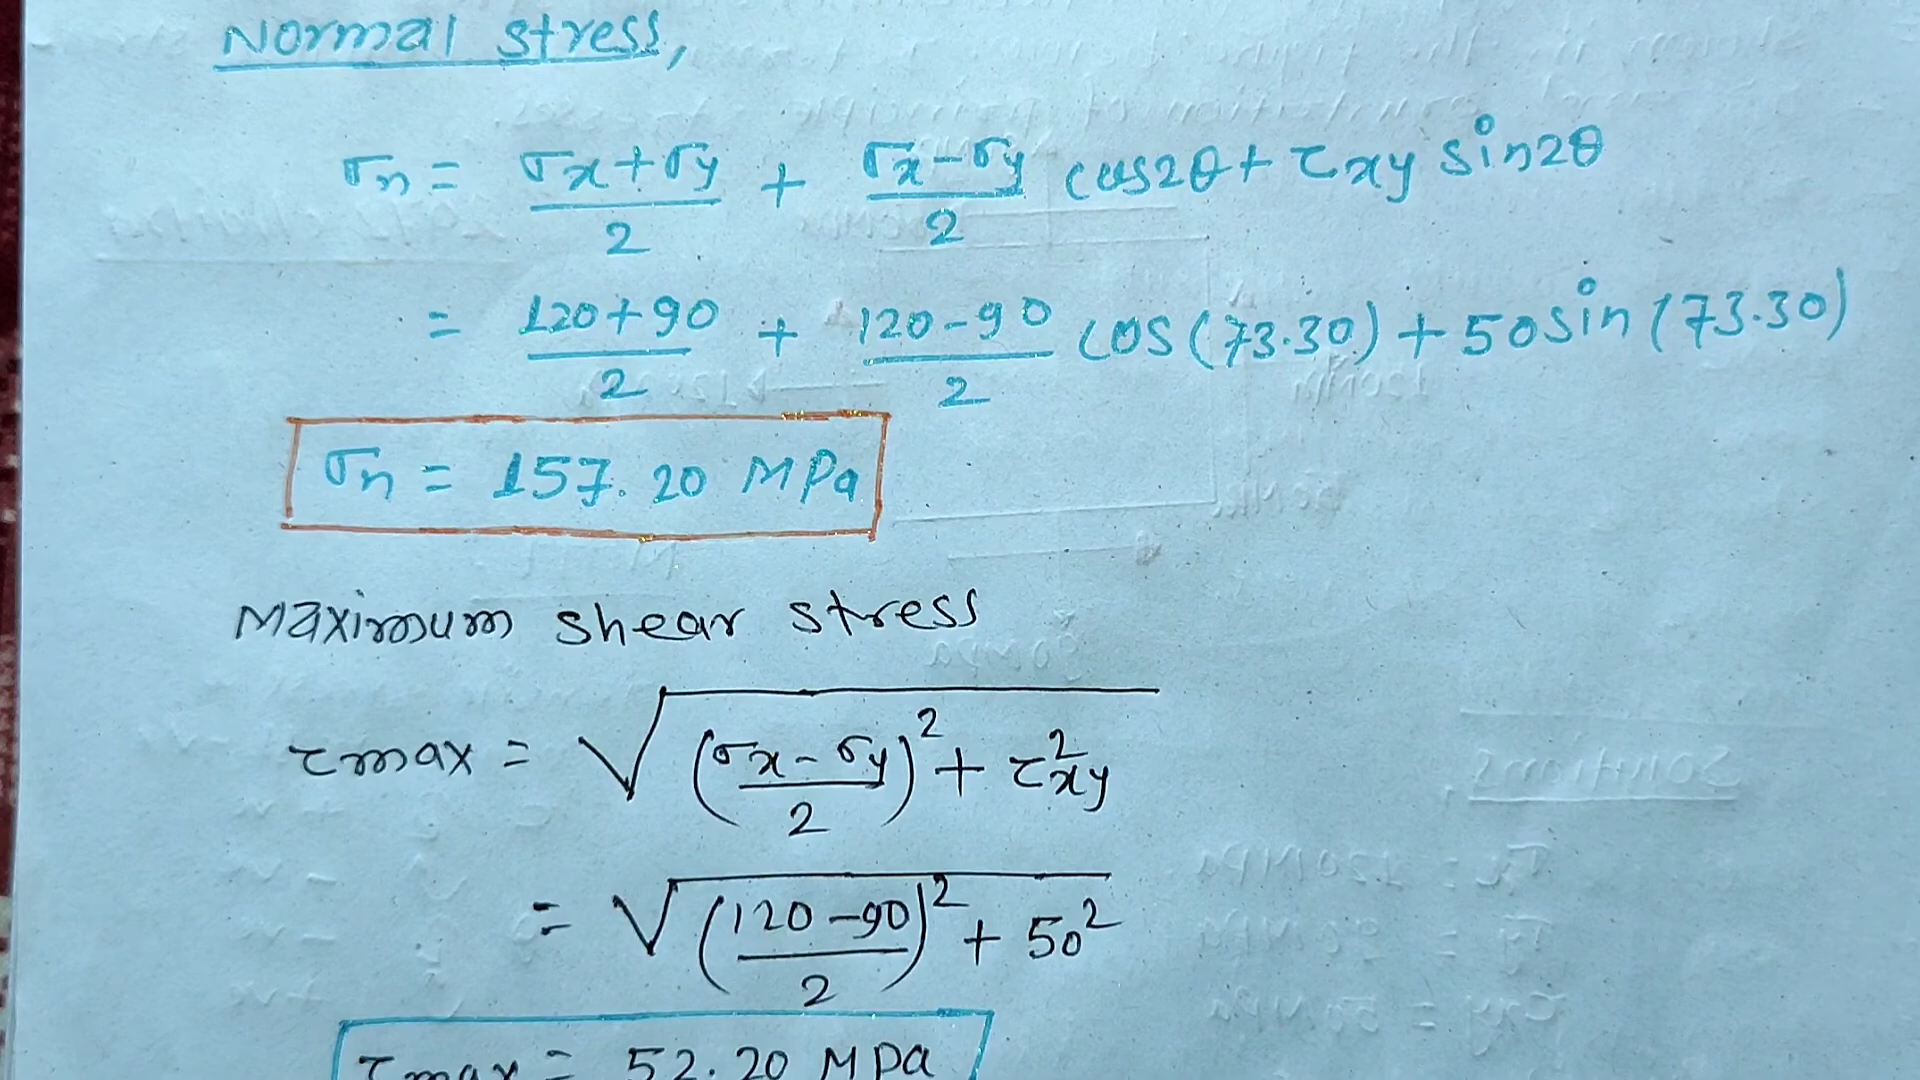 Normal stress,
σn = σx+σy/2 + σx-σy/2 cos2θ + τxy sin2θ
= 120+90/2 + 120-90/2 cos(73.30) + 50sin(73.30)
σn = 157.20 MPa
Maximum shear stress
τmax = √(σx-σy/2)² + τ²xy
= √(120-90/2)² + 50²
τmax = 52.20 MPa